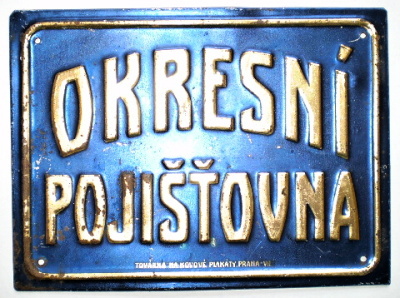 OKRESNÍ
POJIŠŤOVNA
TOVÁRNA NA KOVOVÉ PLAKÁTY PRAHA-VII